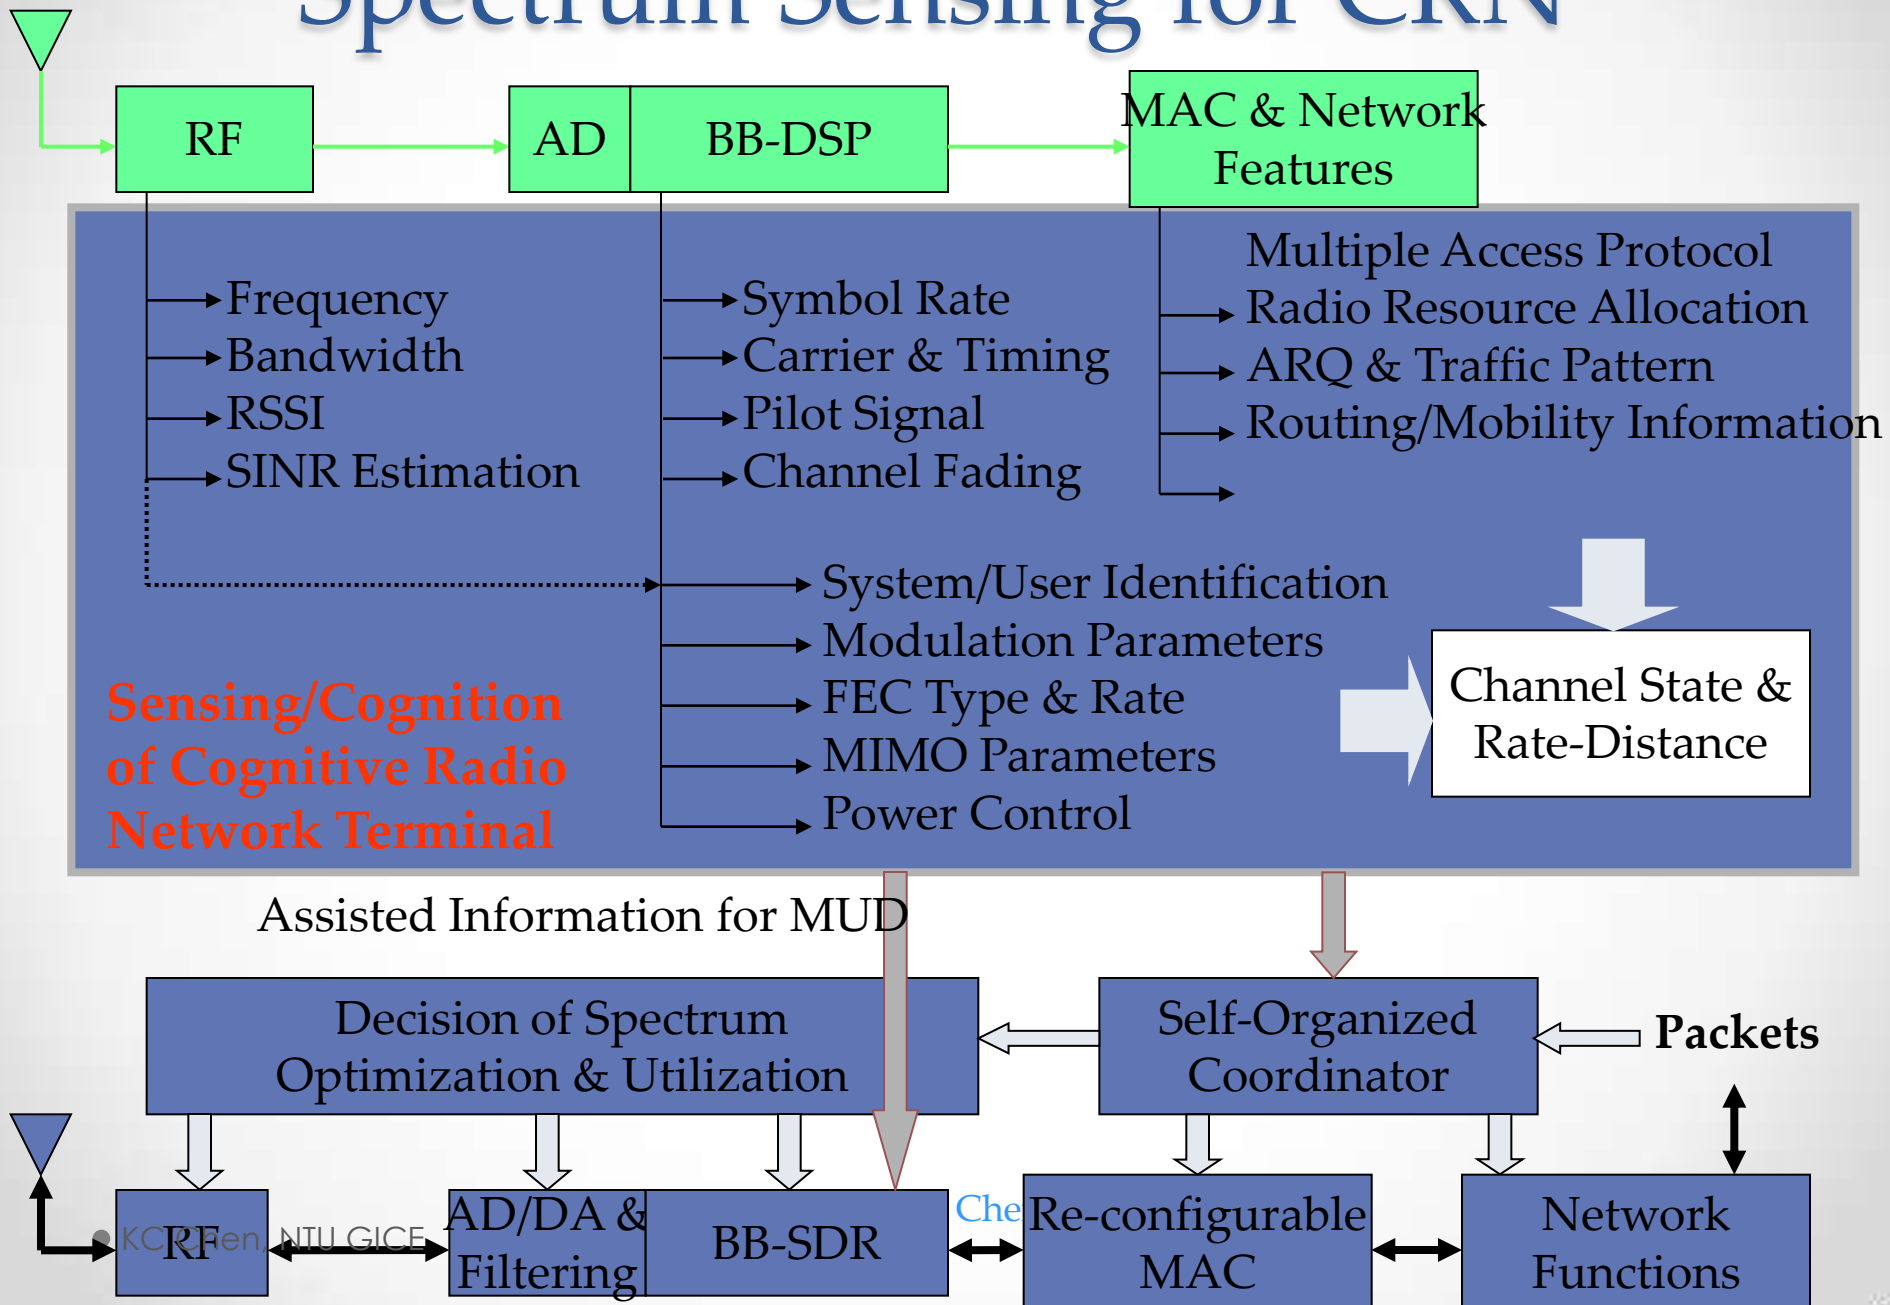 Spectrum Sensing for CRN
RF
AD
BB-DSP
MAC & Network
Features
Frequency
Bandwidth
RSSI
SINR Estimation
Symbol Rate
Carrier & Timing
Pilot Signal
Channel Fading
Multiple Access Protocol
Radio Resource Allocation
ARQ & Traffic Pattern
Routing/Mobility Information
System/User Identification
Modulation Parameters
FEC Type & Rate
MIMO Parameters
Power Control
Channel State &
Rate-Distance
Sensing/Cognition
of Cognitive Radio
Network Terminal
Assisted Information for MUD
Decision of Spectrum
Optimization & Utilization
Self-Organized
Coordinator
Packets
RF
KC Chen, NTU GICE
AD/DA &
Filtering
BB-SDR
Che
Re-configurable
MAC
Network
Functions